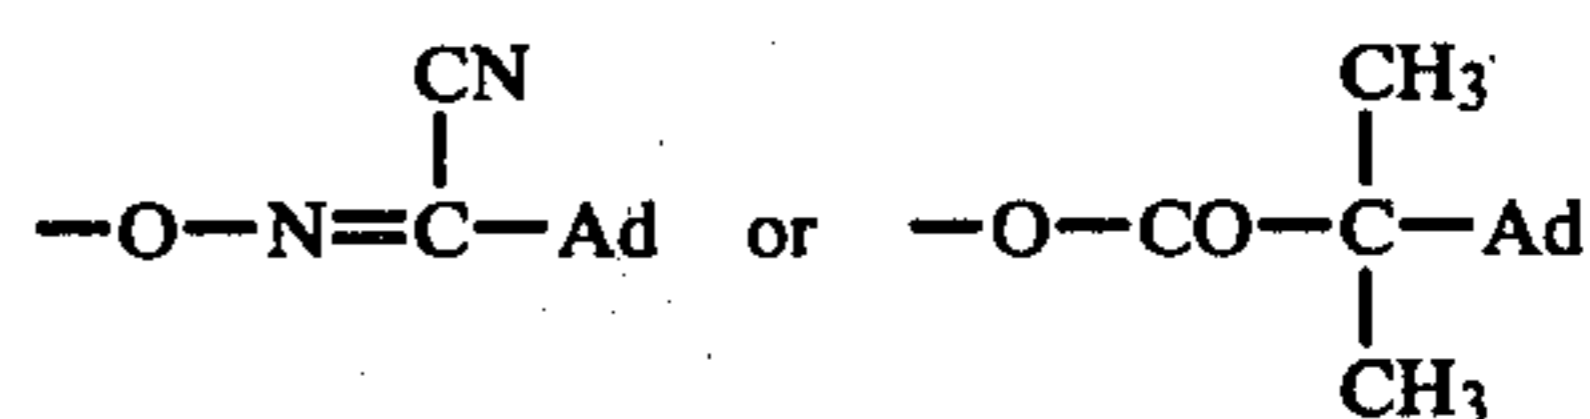 CN CH3
—O—N=C—Ad or —O—CO—C—Ad
CH3